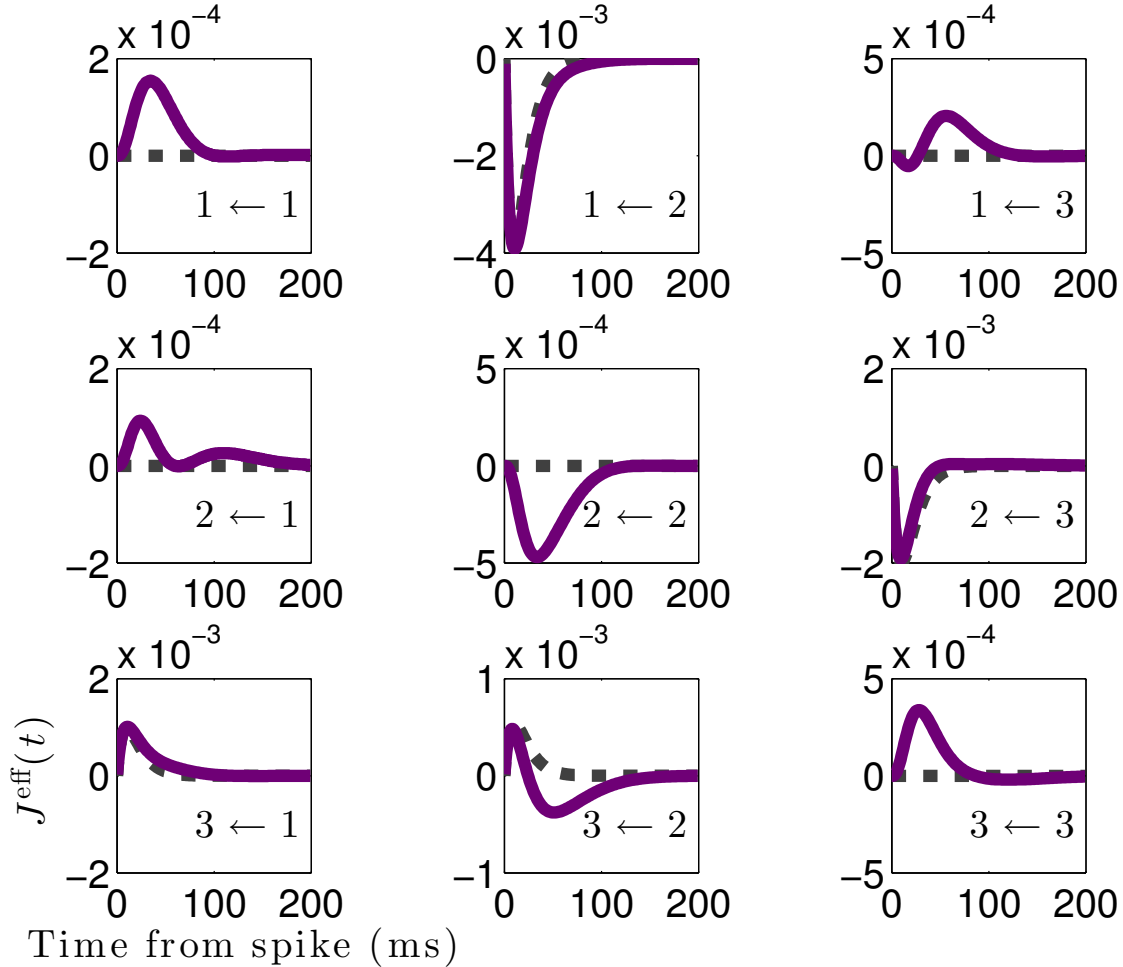 x 10⁻⁴ x 10⁻³ x 10⁻⁴
2 0 5
0 −2 0
1 ← 1 1 ← 2 1 ← 3
−2 −4 −5
0 100 200 0 100 200 0 100 200
x 10⁻⁴ x 10⁻⁴ x 10⁻³
2 5 2
0 0 0
2 ← 1 2 ← 2 2 ← 3
−2 −5 −2
0 100 200 0 100 200 0 100 200
x 10⁻³ x 10⁻³ x 10⁻⁴
2 1 5
0 0 0
3 ← 1 3 ← 2 3 ← 3
−2 −1 −5
0 100 200 0 100 200 0 100 200
J^eff(t)
Time from spike (ms)